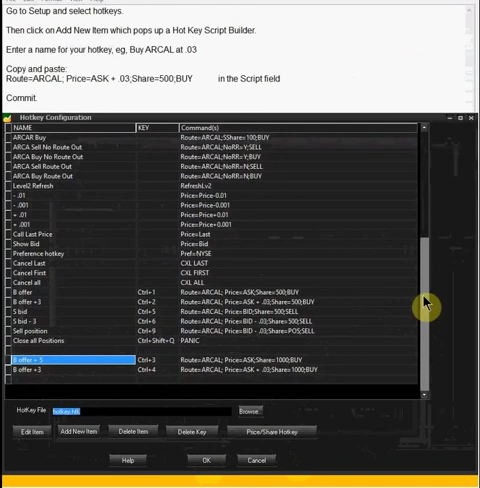 Go to Setup and select hotkeys.
Then click on Add New Item which pops up a Hot Key Script Builder.
Enter a name for your hotkey, eg, Buy ARCAL at .03
Copy and paste:
Route=ARCAL; Price=ASK + .03;Share=500;BUY in the Script field
Commit.
Hotkey Configuration
NAME KEY Command(s)
ARCAR Buy Route=ARCAL;SShare=100;BUY
ARCA Sell No Route Out Route=ARCAL;NoRR=Y;SELL
ARCA Buy No Route Out Route=ARCAL;NoRR=Y;BUY
ARCA Sell Route Out Route=ARCAL;NoRR=N;SELL
ARCA Buy Route Out Route=ARCAL;NoRR=N;BUY
Level2 Refresh RefreshLv2
- .01 Price=Price-0.01
- .001 Price=Price-0.001
+ .01 Price=Price+0.01
+ .001 Price=Price+0.001
Call Last Price Price=Last
Show Bid Price=Bid
Preference hotkey Pref=NYSE
Cancel Last CXL LAST
Cancel First CXL FIRST
Cancel all CXL ALL
B offer Ctrl+1 Route=ARCAL; Price=ASK;Share=500;BUY
B offer +3 Ctrl+2 Route=ARCAL; Price=ASK + .03;Share=500;BUY
S bid Ctrl+5 Route=ARCAL; Price=BID;Share=500;SELL
S bid - 3 Ctrl+6 Route=ARCAL; Price=BID - .03;Share=500;SELL
Sell position Ctrl+9 Route=ARCAL; Price=BID - .03;Share=POS;SELL
Close all Positions Ctrl+Shift+Q PANIC
B offer + 5 Ctrl+3 Route=ARCAL; Price=ASK;Share=1000;BUY
B offer +3 Ctrl+4 Route=ARCAL; Price=ASK + .03;Share=1000;BUY
HotKey File Hotkey.htk Browse...
Edit Item Add New Item Delete Item Delete Key Price/Share Hotkey
Help OK Cancel